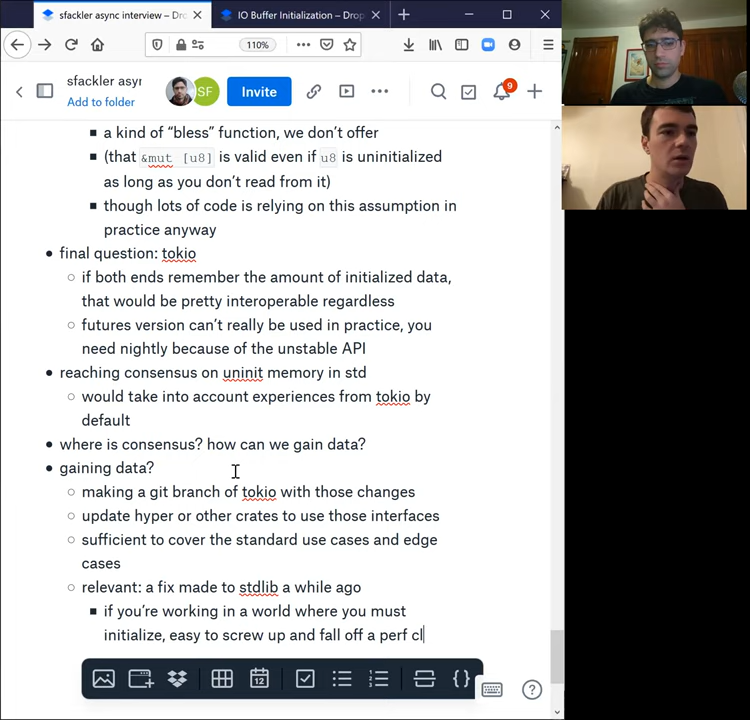 sfackler async interview – Dro
IO Buffer Initialization – Drop
110%
9
sfackler asyn
Add to folder
SF
Invite
a kind of “bless” function, we don’t offer
(that &mut [u8] is valid even if u8 is uninitialized
as long as you don’t read from it)
though lots of code is relying on this assumption in
practice anyway
final question: tokio
if both ends remember the amount of initialized data,
that would be pretty interoperable regardless
futures version can’t really be used in practice, you
need nightly because of the unstable API
reaching consensus on uninit memory in std
would take into account experiences from tokio by
default
where is consensus? how can we gain data?
gaining data?
making a git branch of tokio with those changes
update hyper or other crates to use those interfaces
sufficient to cover the standard use cases and edge
cases
relevant: a fix made to stdlib a while ago
if you’re working in a world where you must
initialize, easy to screw up and fall off a perf cl
12